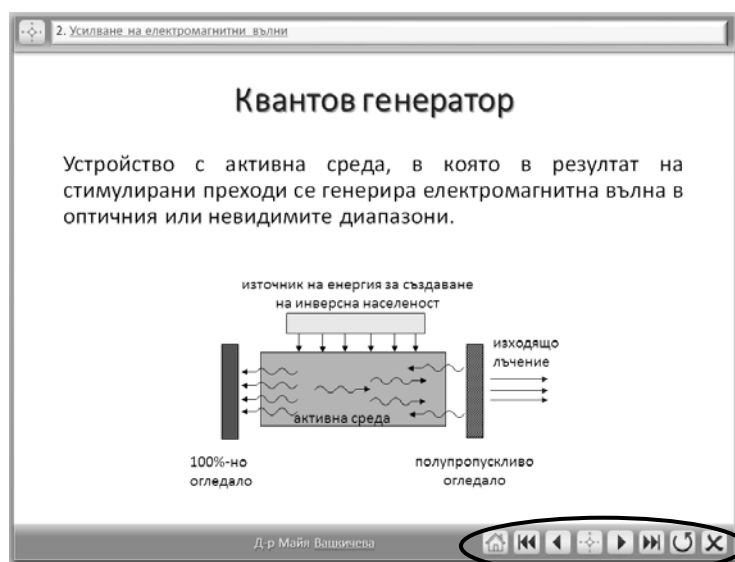 2. Усилване на електромагнитни вълни
Квантов генератор
Устройство с активна среда, в която в резултат на
стимулирани преходи се генерира електромагнитна вълна в
оптичния или невидимите диапазони.
източник на енергия за създаване
на инверсна населеност
изходящо
лъчение
активна среда
100%-но
огледало
полупропускливо
огледало
Д-р Майя Вашкичева